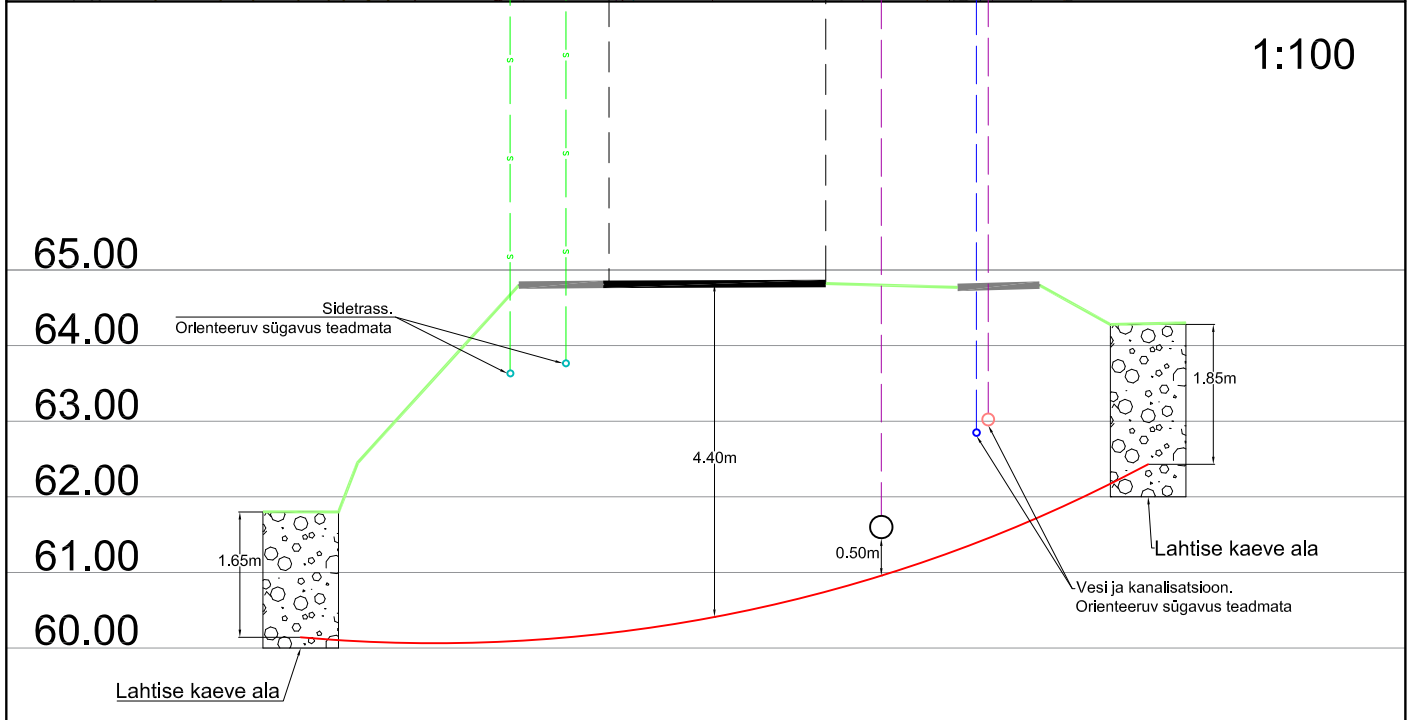 1:100
65.00
Sidetrass.
Orienteeruv sügavus teadmata
64.00
1.85m
63.00
4.40m
62.00
0.50m
61.00
1.65m
Lahtise kaeve ala
Vesi ja kanalisatsioon.
Orienteeruv sügavus teadmata
60.00
Lahtise kaeve ala
s
s
s
s
s
s